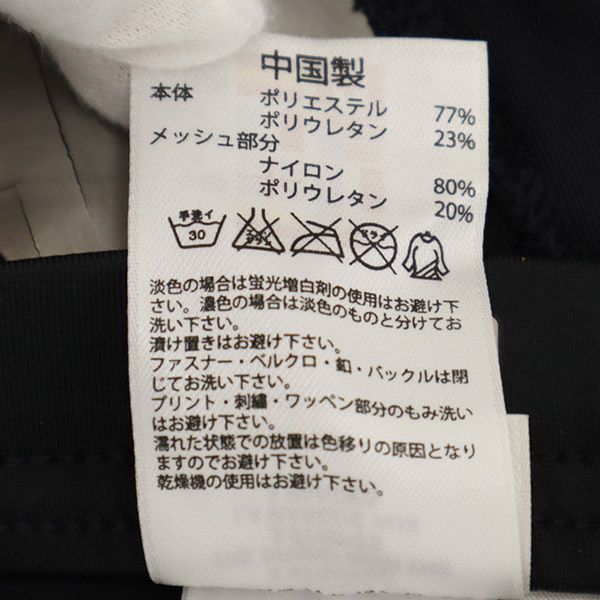 中国製
本体
ポリエステル 77%
ポリウレタン 23%
メッシュ部分
ナイロン 80%
ポリウレタン 20%
手洗イ
30
エンソサラシ
ドライ
淡色の場合は蛍光増白剤の使用はお避け下
さい。濃色の場合は淡色のものと分けてお
洗い下さい。
漬け置きはお避け下さい。
ファスナー・ベルクロ・釦・バックルは閉
じてお洗い下さい。
プリント・刺繍・ワッペン部分のもみ洗い
はお避け下さい。
濡れた状態での放置は色移りの原因となり
ますのでお避け下さい。
乾燥機の使用はお避け下さい。